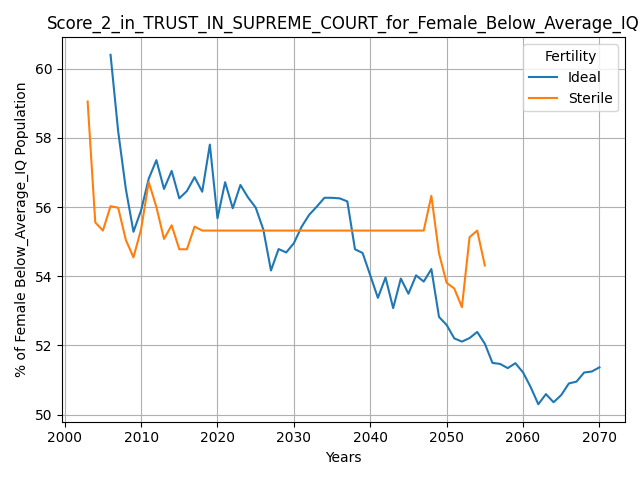 Score_2_in_TRUST_IN_SUPREME_COURT_for_Female_Below_Average_IQ
Fertility
Ideal
Sterile
% of Female Below_Average_IQ Population
60
58
56
54
52
50
2000 2010 2020 2030 2040 2050 2060 2070
Years